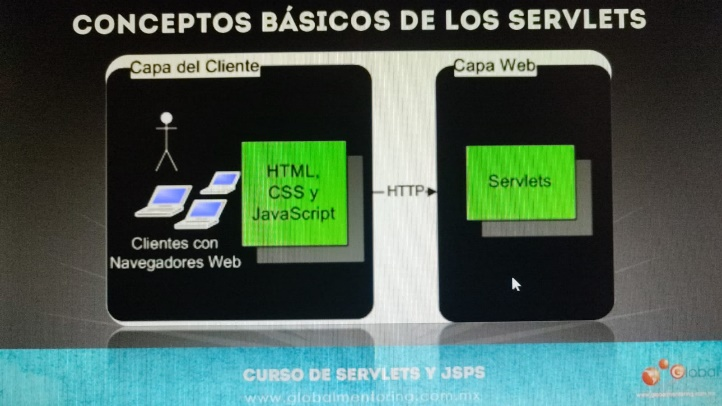 CONCEPTOS BÁSICOS DE LOS SERVLETS
Capa del Cliente
HTML,
CSS y
JavaScript
Clientes con
Navegadores Web
HTTP
Capa Web
Servlets
CURSO DE SERVLETS Y JSPS
www.globalmentoring.com.mx
Global